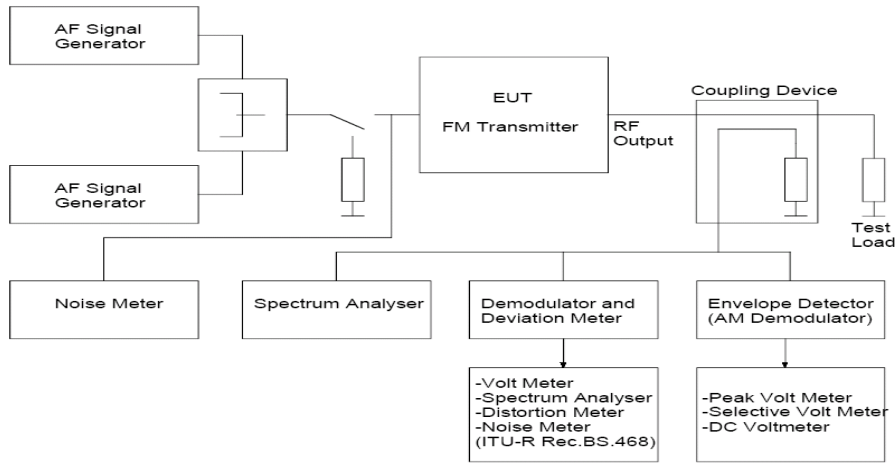 AF Signal
Generator
EUT
FM Transmitter
RF
Output
Coupling Device
AF Signal
Generator
Test
Load
Noise Meter
Spectrum Analyser
Demodulator and
Deviation Meter
Envelope Detector
(AM Demodulator)
-Volt Meter
-Spectrum Analyser
-Distortion Meter
-Noise Meter
(ITU-R Rec.BS.468)
-Peak Volt Meter
-Selective Volt Meter
-DC Voltmeter